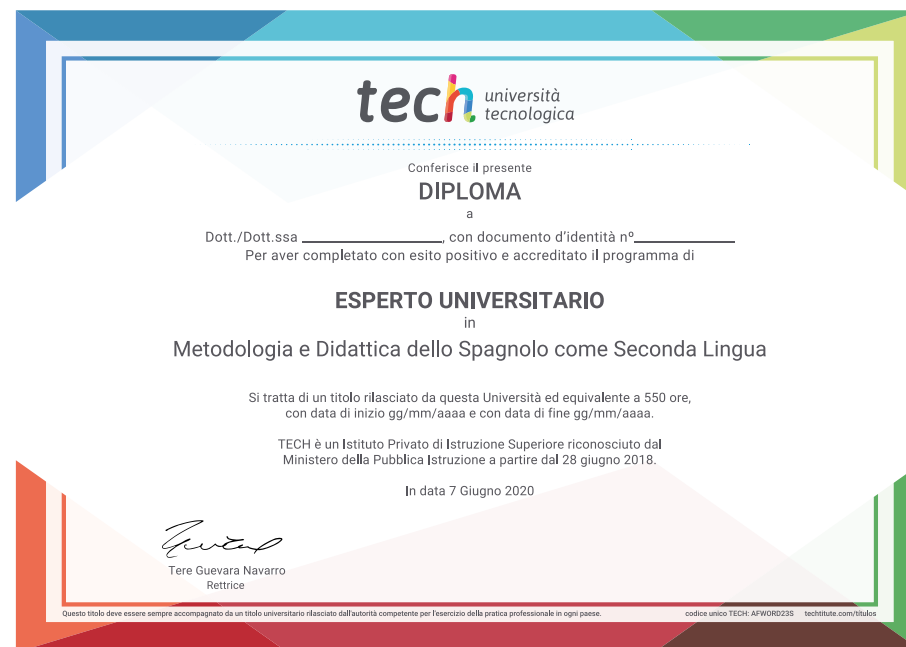 tech università
tecnologica
Conferisce il presente
DIPLOMA
a
Dott./Dott.ssa ____________________, con documento d'identità nº______________
Per aver completato con esito positivo e accreditato il programma di
ESPERTO UNIVERSITARIO
in
Metodologia e Didattica dello Spagnolo come Seconda Lingua
Si tratta di un titolo rilasciato da questa Università ed equivalente a 550 ore,
con data di inizio gg/mm/aaaa e con data di fine gg/mm/aaaa.
TECH è un Istituto Privato di Istruzione Superiore riconosciuto dal
Ministero della Pubblica Istruzione a partire dal 28 giugno 2018.
In data 7 Giugno 2020
Tere Guevara Navarro
Rettrice
Questo titolo deve essere sempre accompagnato da un titolo universitario rilasciato dall'autorità competente per l'esercizio della pratica professionale in ogni paese. codice unico TECH: AFWORD23S techtitute.com/títulos